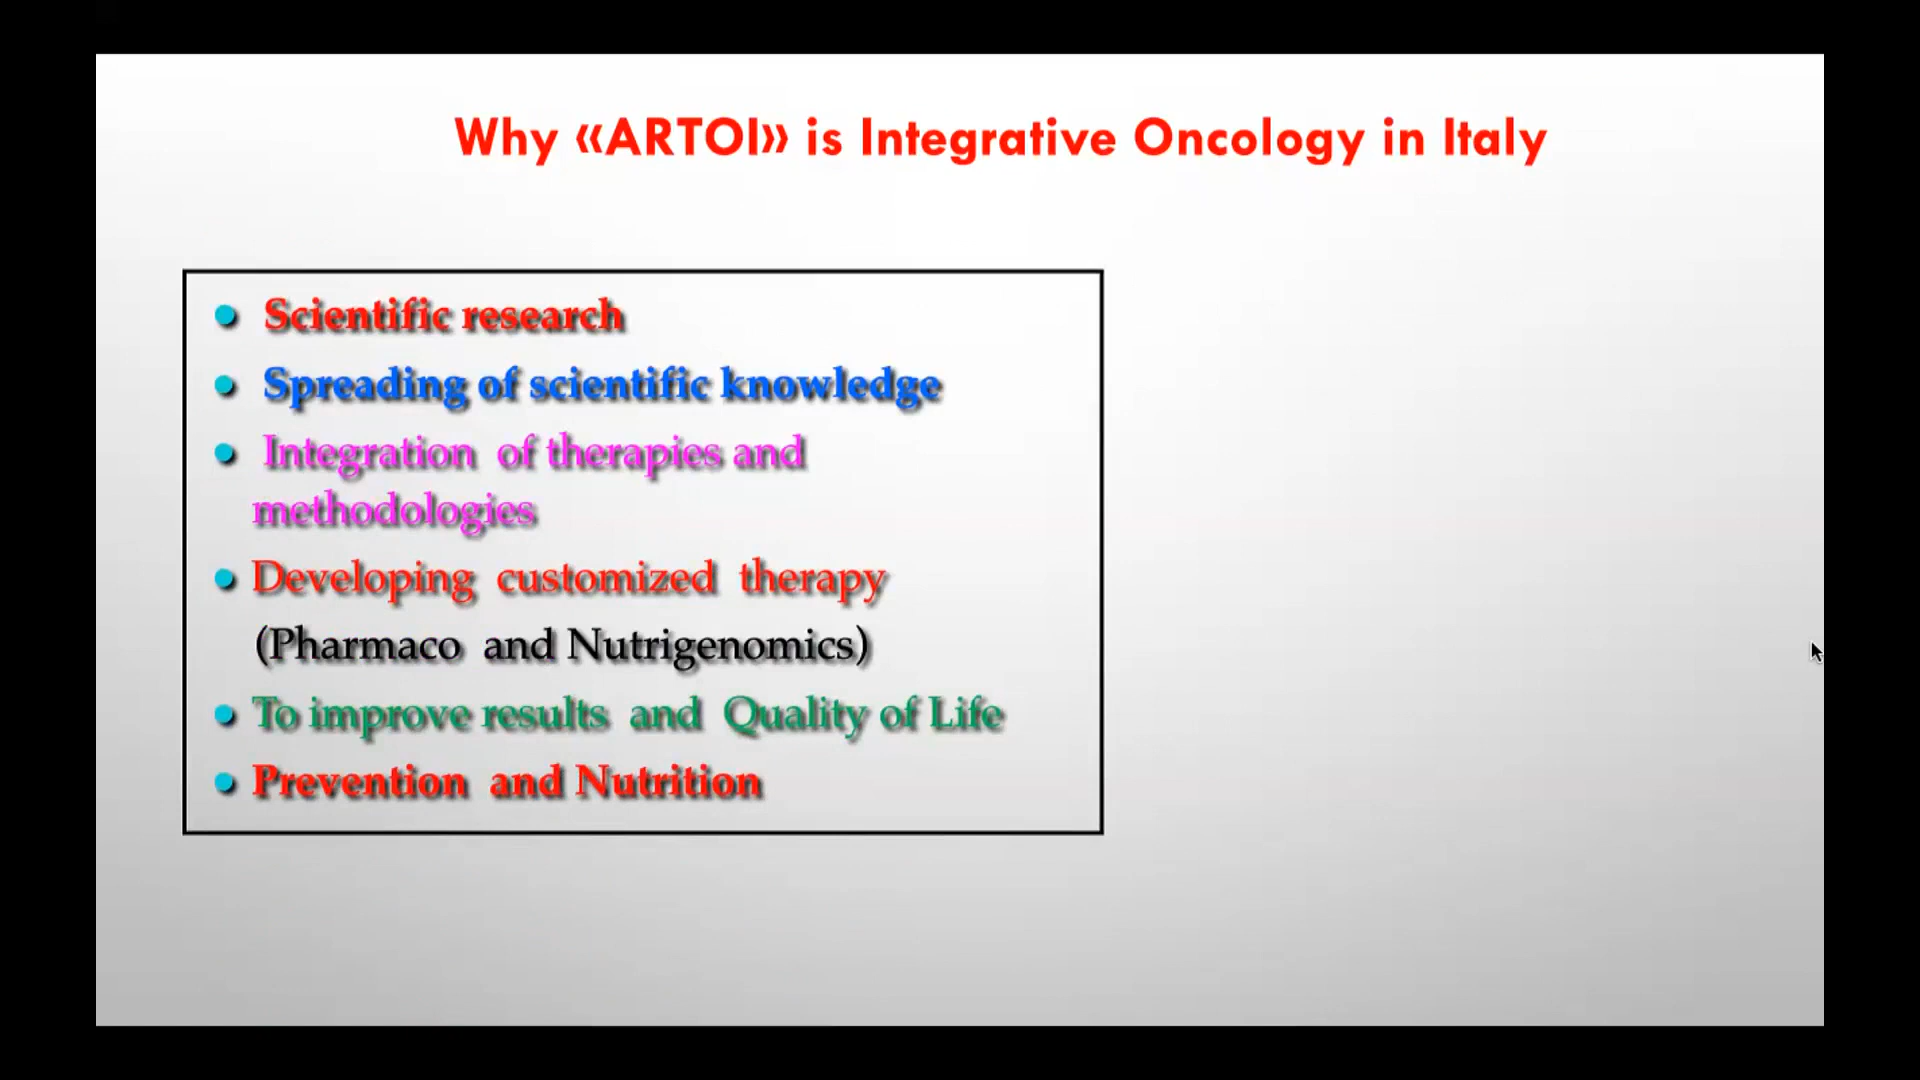 Why «ARTOI» is Integrative Oncology in Italy
• Scientific research
• Spreading of scientific knowledge
• Integration of therapies and
methodologies
• Developing customized therapy
(Pharmaco and Nutrigenomics)
• To improve results and Quality of Life
• Prevention and Nutrition